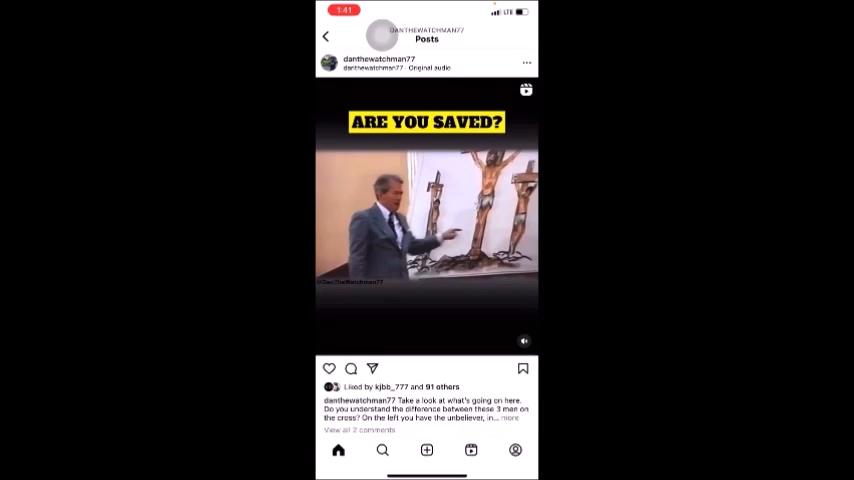 1:41
LTE
DANTHEWATCHMAN77
Posts
danthewatchman77
danthewatchman77 · Original audio
ARE YOU SAVED?
@DanTheWatchman77
Liked by kjbb_777 and 91 others
danthewatchman77 Take a look at what's going on here.
Do you understand the difference between these 3 men on
the cross? On the left you have the unbeliever, in... more
View all 2 comments